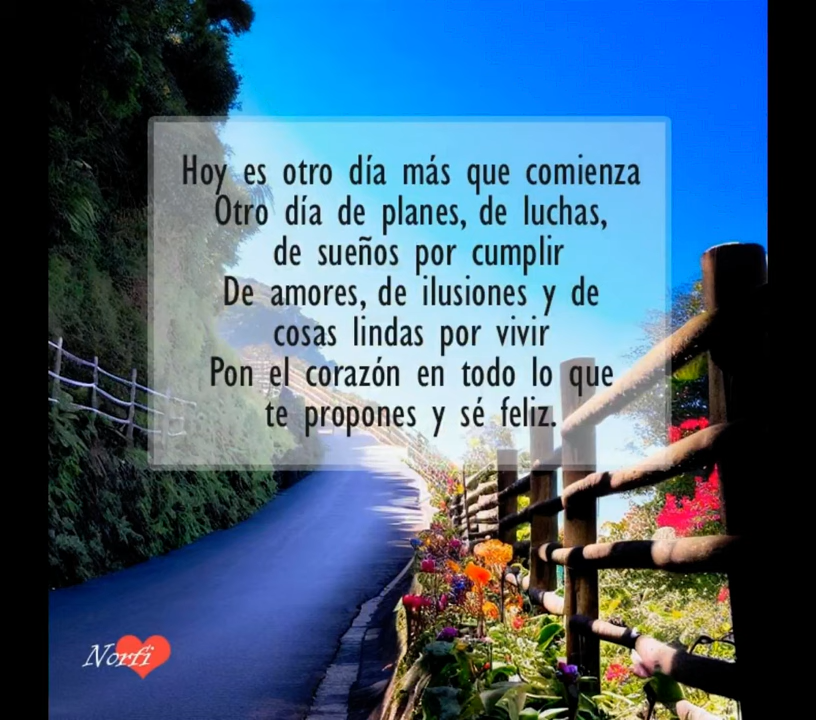 Hoy es otro día más que comienza
Otro día de planes, de luchas,
de sueños por cumplir
De amores, de ilusiones y de
cosas lindas por vivir
Pon el corazón en todo lo que
te propones y sé feliz.
Norfi